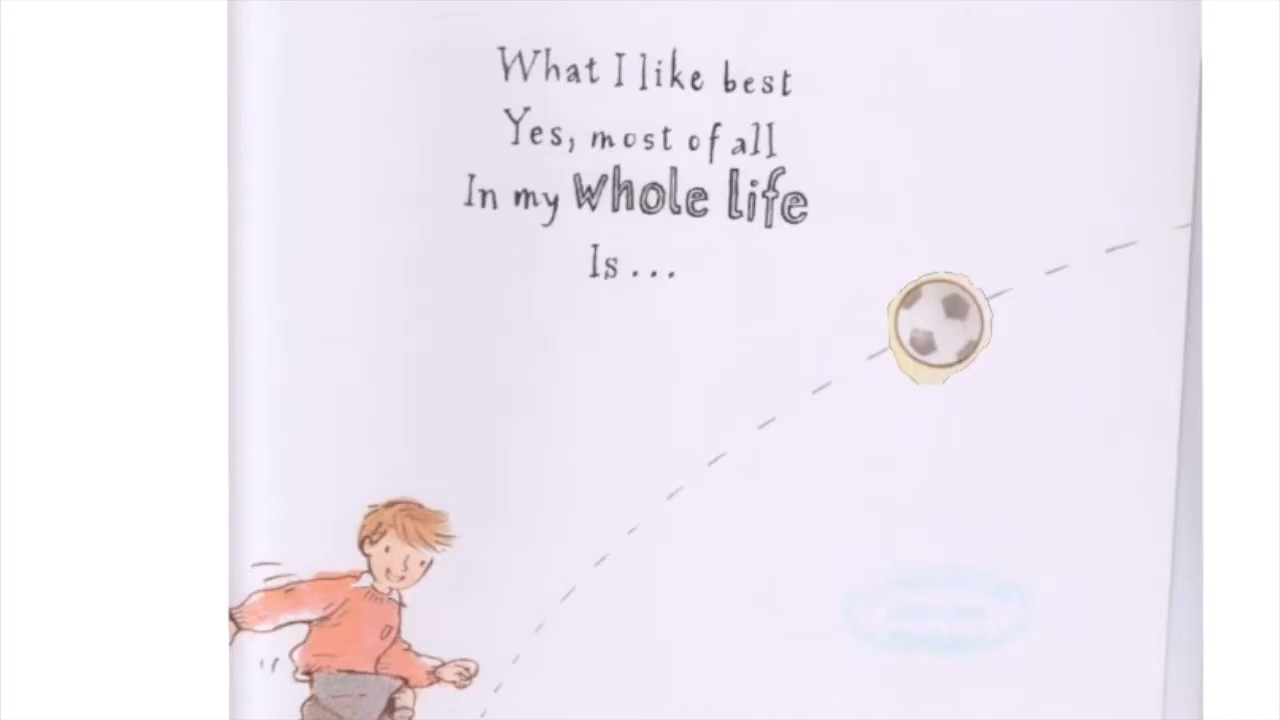 What I like best
Yes, most of all
In my whole life
Is...